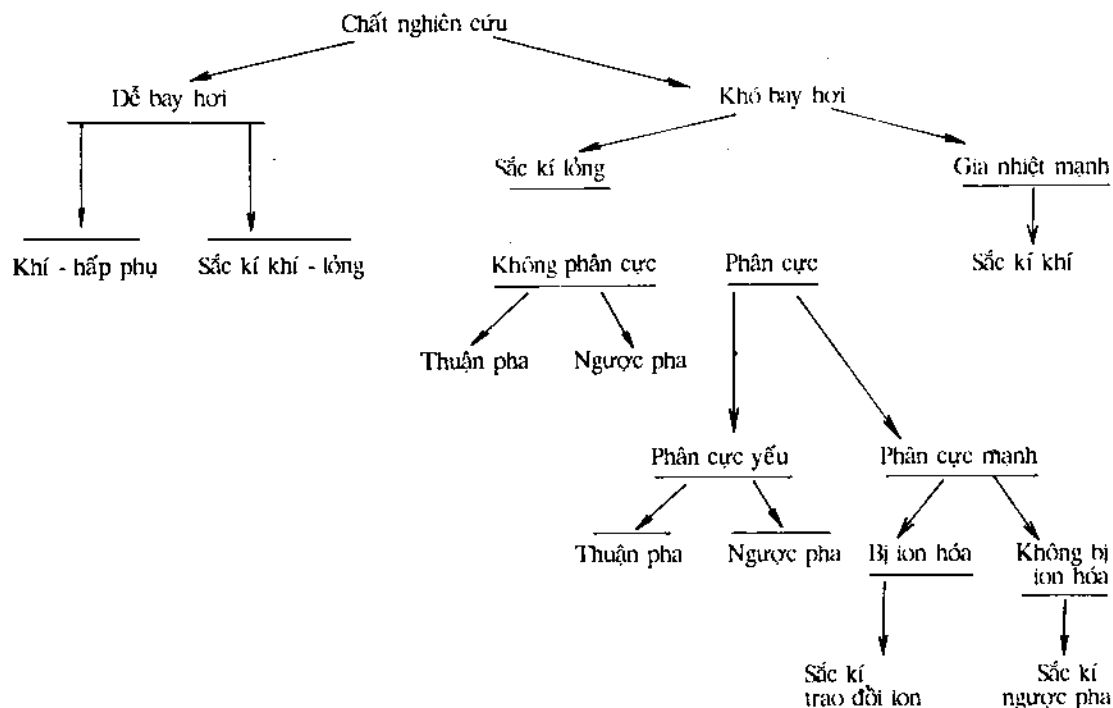 Chất nghiên cứu
Dễ bay hơi
Khó bay hơi
Sắc kí lỏng
Gia nhiệt mạnh
Khí - hấp phụ
Sắc kí khí - lỏng
Không phân cực
Phân cực
Sắc kí khí
Thuận pha
Ngược pha
Phân cực yếu
Phân cực mạnh
Thuận pha
Ngược pha
Bị ion hóa
Không bị
ion hóa
Sắc kí
trao đổi ion
Sắc kí
ngược pha